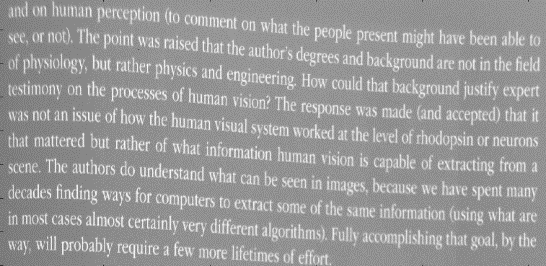 and on human perception (to comment on what the people present might have been able to
see, or not). The point was raised that the author's degrees and background are not in the field
of physiology, but rather physics and engineering. How could that background justify expert
testimony on the processes of human vision? The response was made (and accepted) that it
was not an issue of how the human visual system worked at the level of rhodopsin or neurons
that mattered but rather of what information human vision is capable of extracting from a
scene. The authors do understand what can be seen in images, because we have spent many
decades finding ways for computers to extract some of the same information (using what are
in most cases almost certainly very different algorithms). Fully accomplishing that goal, by the
way, will probably require a few more lifetimes of effort.